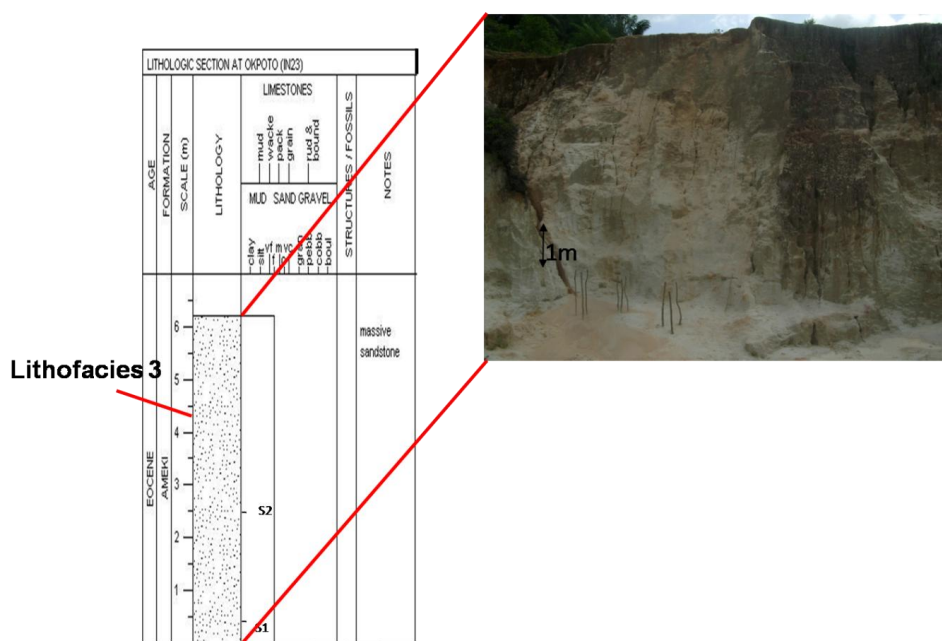 LITHOLOGIC SECTION AT OKPOTO (IN23)
AGE
FORMATION
SCALE (m)
LITHOLOGY
LIMESTONES
mud
wacke
pack
grain
rud &
bound
MUD SAND GRAVEL
clay
silt
vf
f
m
vc
gran
pebb
cobb
boul
STRUCTURES / FOSSILS
NOTES
EOCENE
AMEKI
6
5
4
3
2
1
massive
sandstone
S2
S1
Lithofacies 3
1m